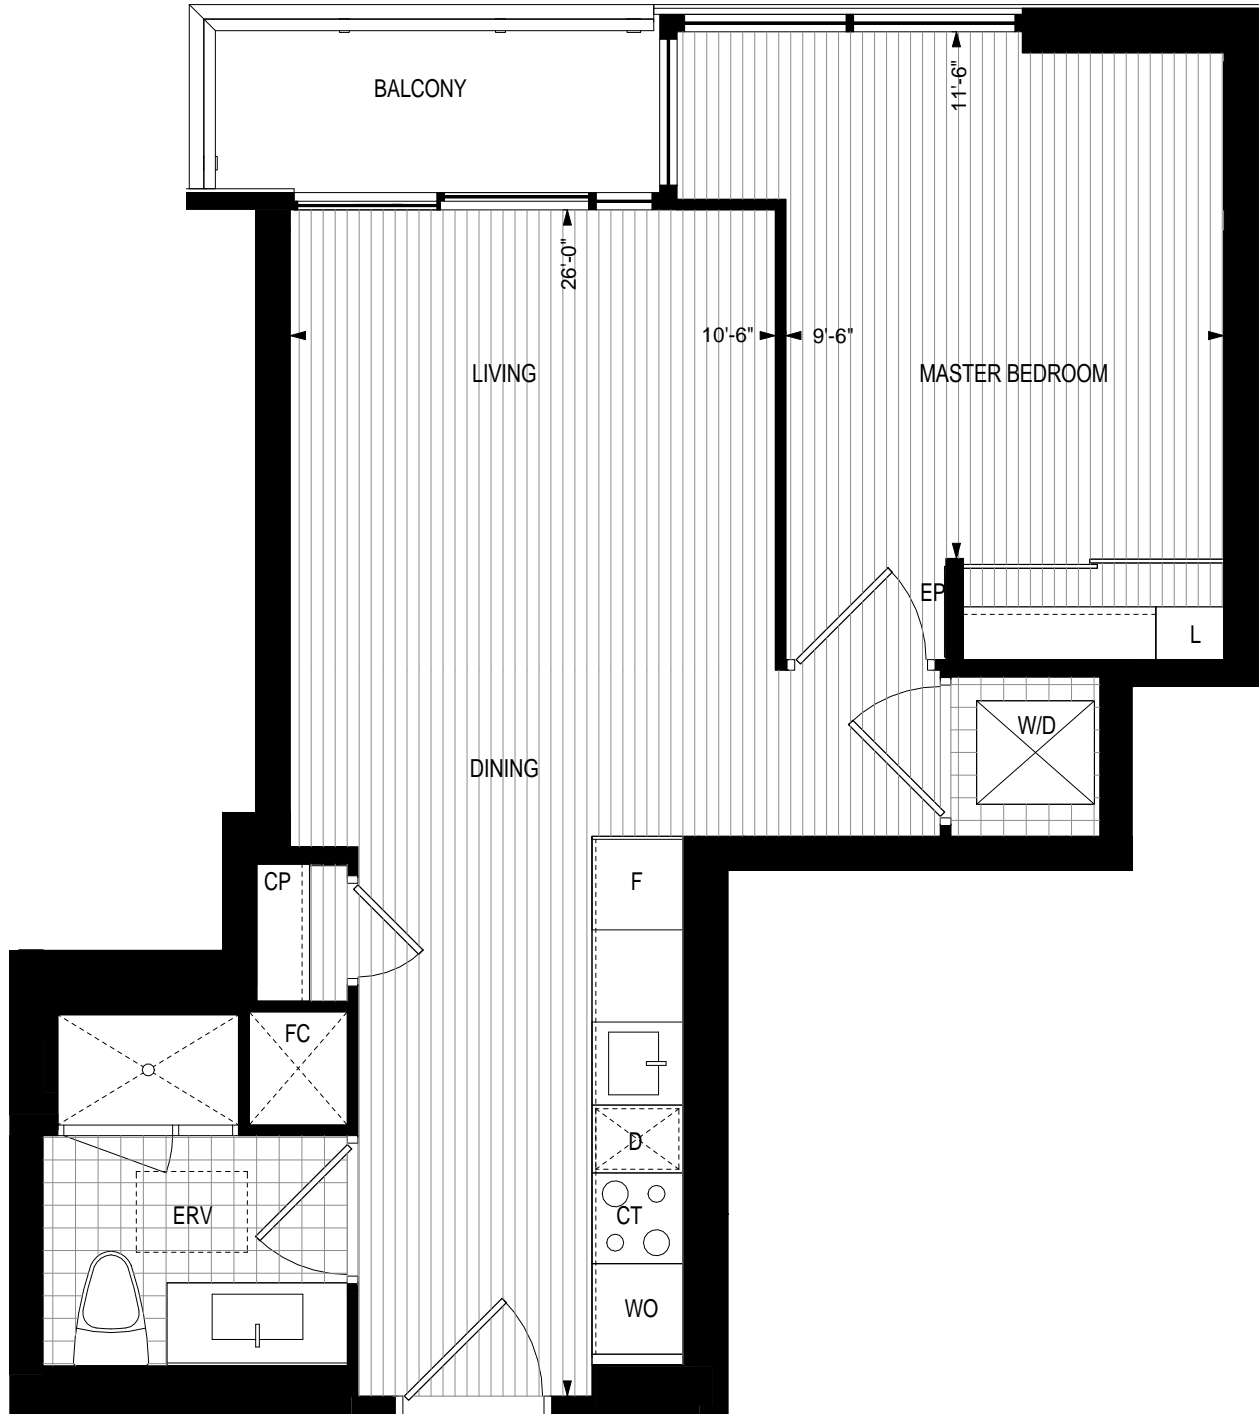 BALCONY
11'-6"
26'-0"
10'-6"
9'-6"
LIVING
MASTER BEDROOM
EP
L
W/D
DINING
CP
F
FC
D
ERV
CT
WO